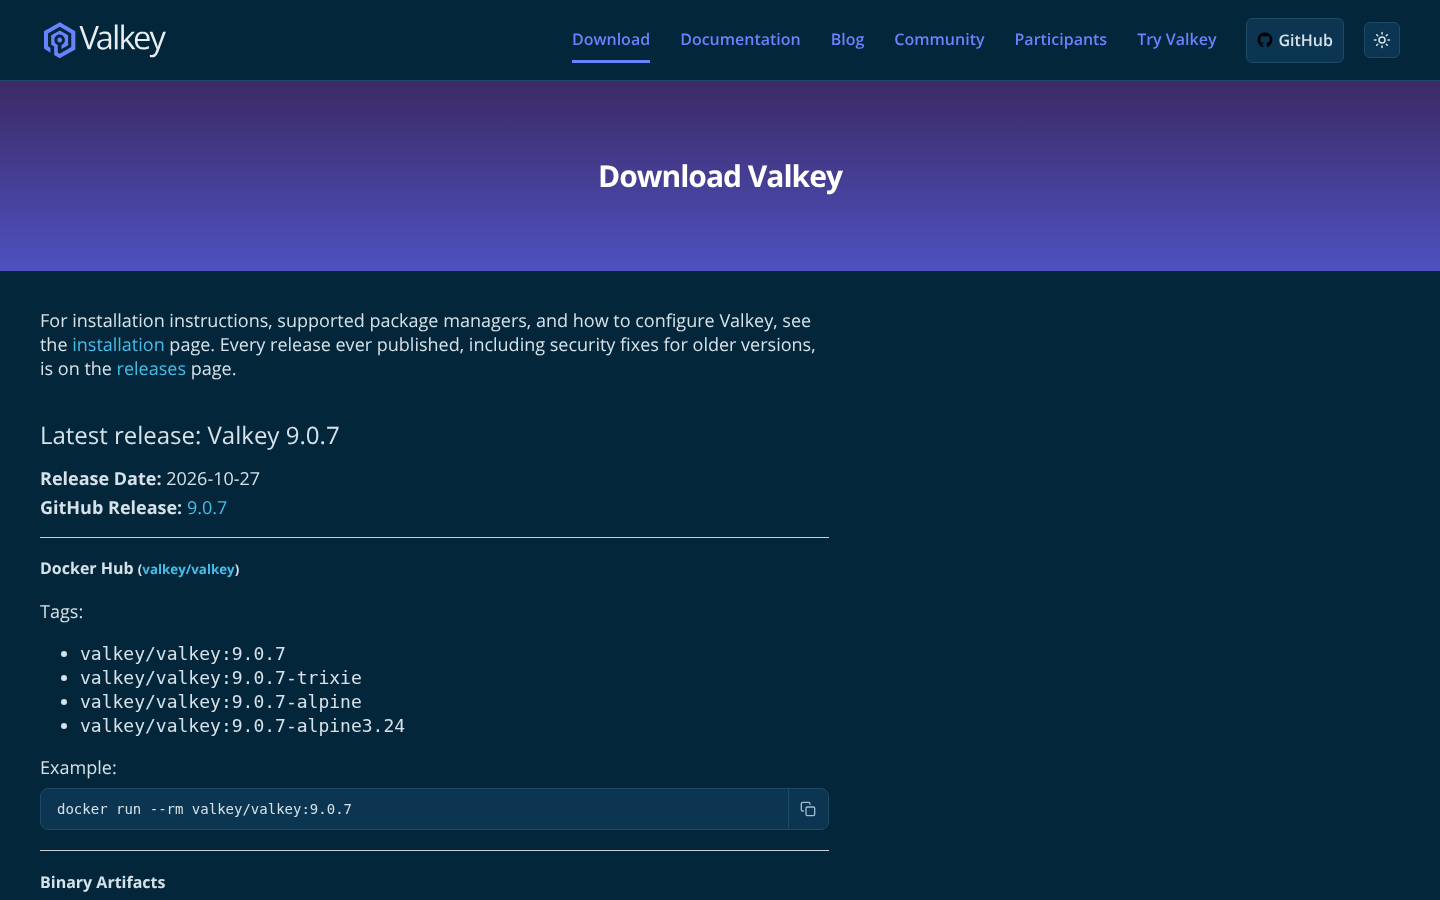 Valkey
Download Documentation Blog Community Participants Try Valkey GitHub
Download Valkey
For installation instructions, supported package managers, and how to configure Valkey, see
the installation page. Every release ever published, including security fixes for older versions,
is on the releases page.
Latest release: Valkey 9.0.7
Release Date: 2026-10-27
GitHub Release: 9.0.7
Docker Hub (valkey/valkey)
Tags:
valkey/valkey:9.0.7
valkey/valkey:9.0.7-trixie
valkey/valkey:9.0.7-alpine
valkey/valkey:9.0.7-alpine3.24
Example:
docker run --rm valkey/valkey:9.0.7
Binary Artifacts